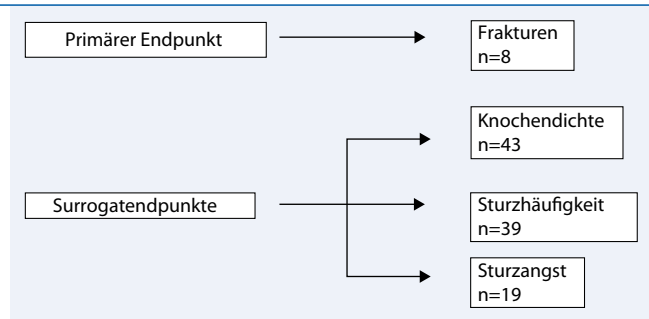 Primärer Endpunkt
Frakturen
n=8
Knochendichte
n=43
Surrogatendpunkte
Sturzhäufigkeit
n=39
Sturzangst
n=19